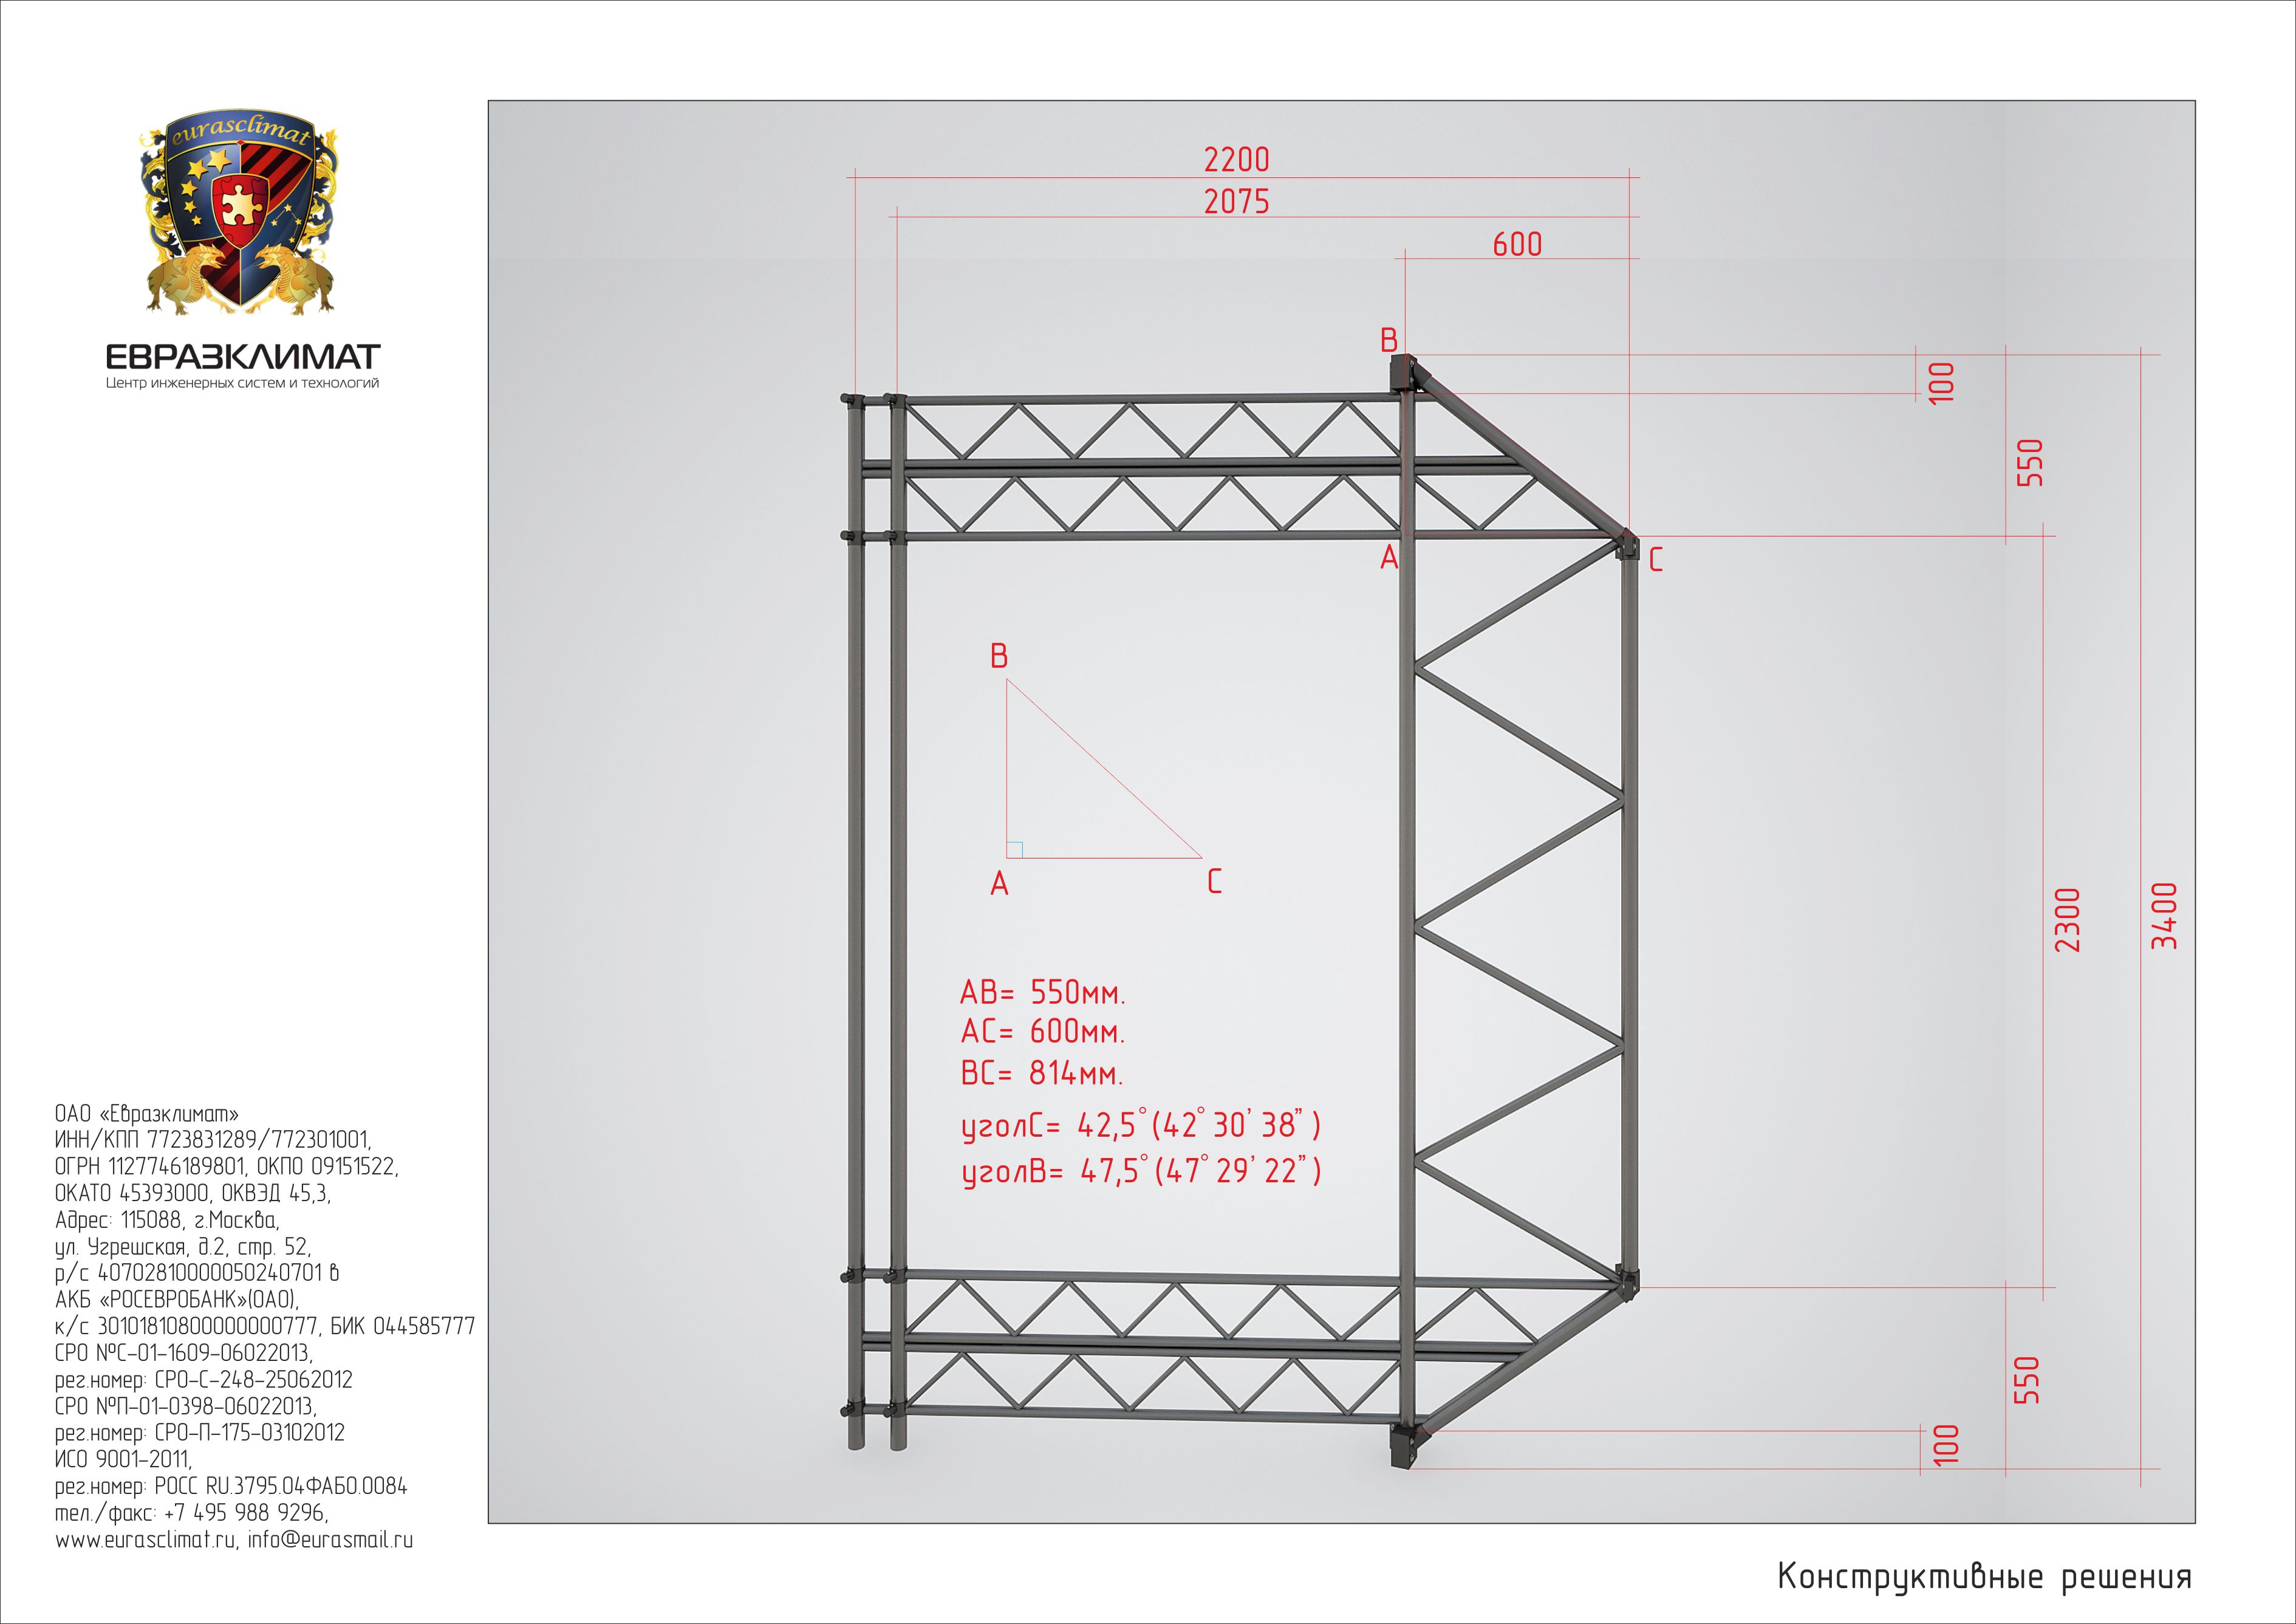 eurasclimat
ЕВРАЗКЛИМАТ
Центр инженерных систем и технологий
2200
2075
600
B
100
550
A
C
B
A
C
2300
3400
AB= 550мм.
AC= 600мм.
BC= 814мм.
уголC= 42,5° (42° 30' 38" )
уголB= 47,5° (47° 29' 22")
550
100
ОАО «Евразклимат»
ИНН/КПП 7723831289/772301001,
ОГРН 1127746189801, ОКПО 09151522,
ОКАТО 45393000, ОКВЭД 45,3,
Адрес: 115088, г.Москва,
ул. Угрешская, д.2, стр. 52,
р/с 40702810000050240701 в
АКБ «РОСЕВРОБАНК»(ОАО),
к/с 30101810800000000777, БИК 044585777
СРО №С-01-1609-06022013,
рег.номер: СРО-С-248-25062012
СРО №П-01-0398-06022013,
рег.номер: СРО-П-175-03102012
ИСО 9001-2011,
рег.номер: РОСС RU.3795.04ФАБ0.0084
тел./факс: +7 495 988 9296,
www.eurasclimat.ru, info@eurasmail.ru
Конструктивные решения